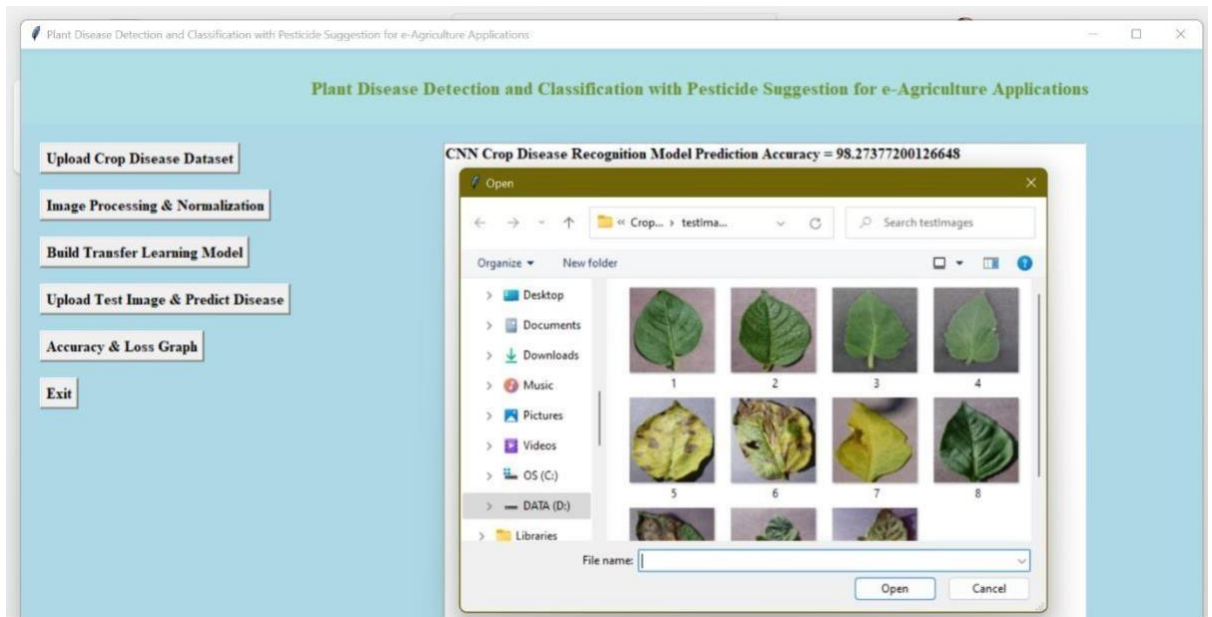 Plant Disease Detection and Classification with Pesticide Suggestion for e-Agriculture Applications
Plant Disease Detection and Classification with Pesticide Suggestion for e-Agriculture Applications
Upload Crop Disease Dataset
Image Processing & Normalization
Build Transfer Learning Model
Upload Test Image & Predict Disease
Accuracy & Loss Graph
Exit
CNN Crop Disease Recognition Model Prediction Accuracy = 98.27377200126648
Open
« Crop... › testima...
Search testImages
Organize
New folder
Desktop
Documents
Downloads
Music
Pictures
Videos
OS (C:)
DATA (D:)
Libraries
1 2 3 4
5 6 7 8
File name:
Open Cancel